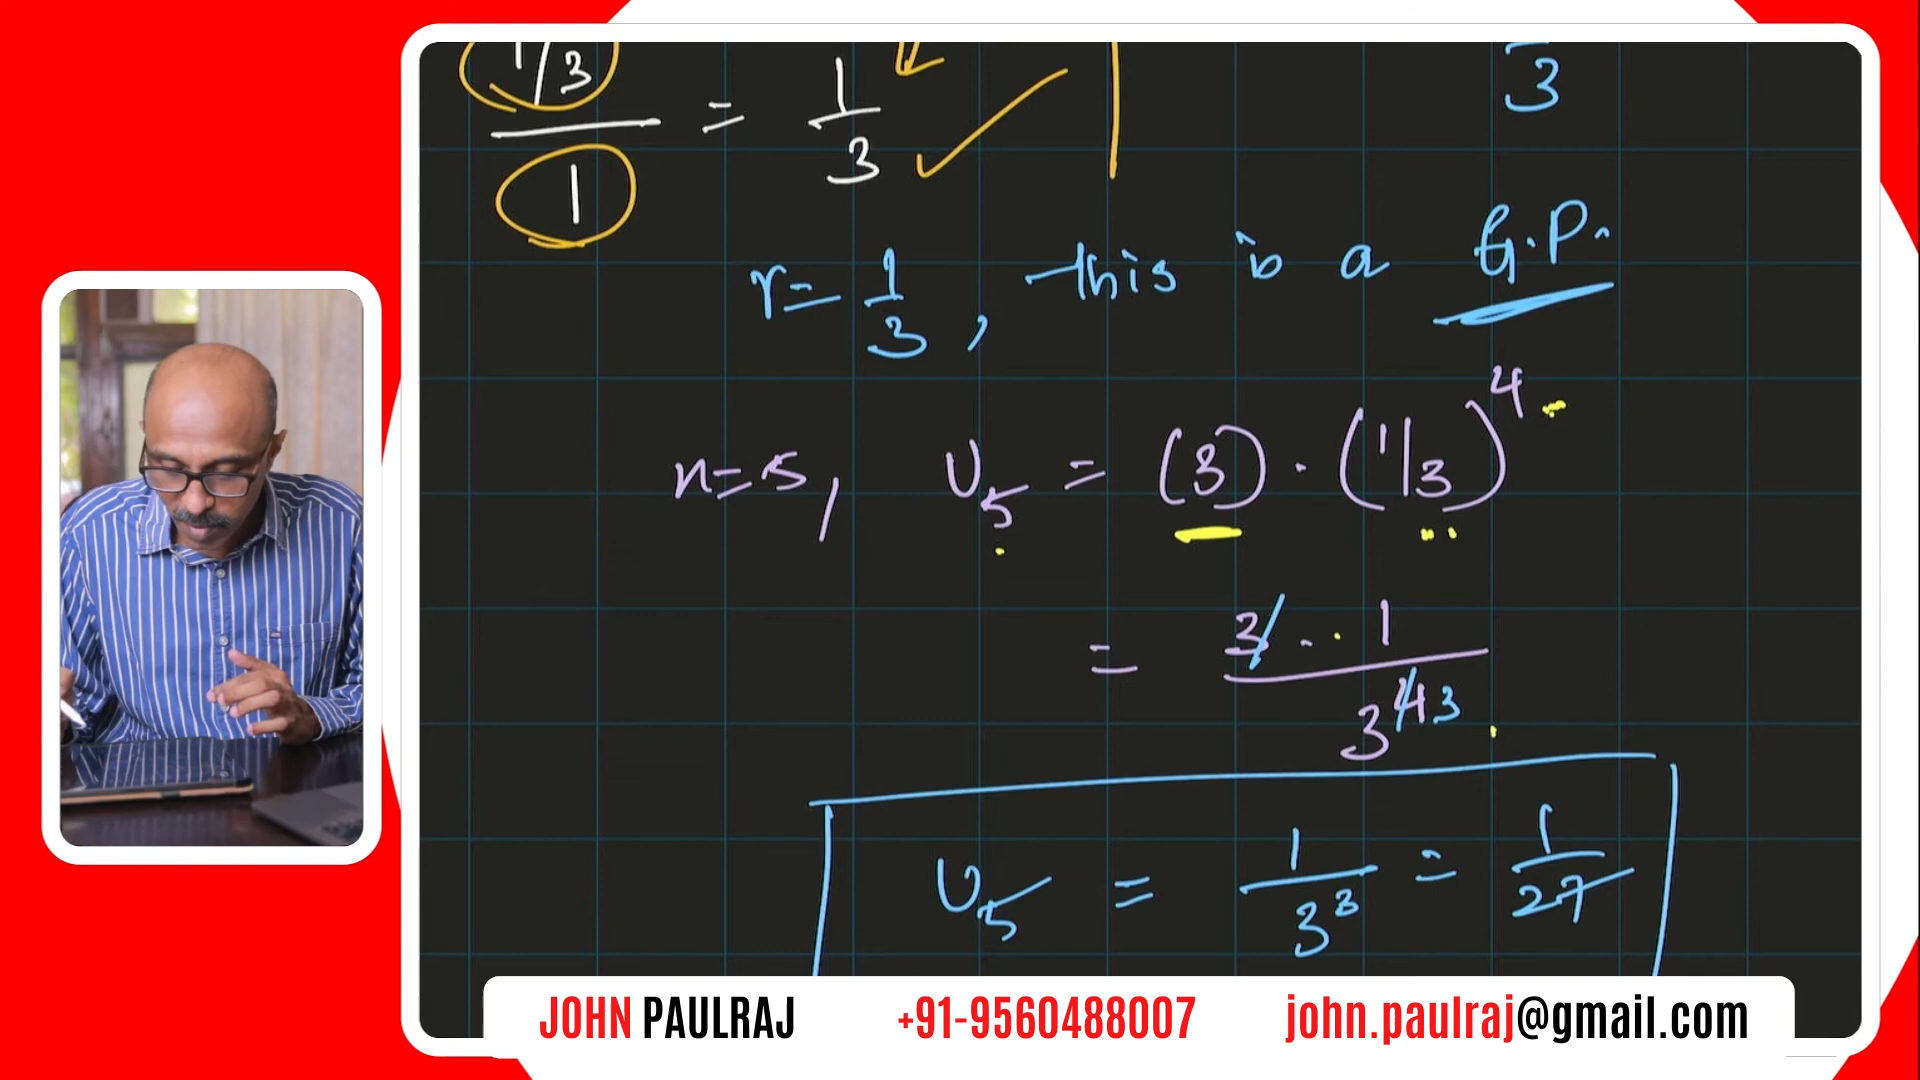 1/3
1
= 1/3
3
r = 1/3 , this is a G.P.
n=5, U5 = (3) · (1/3)^4
= 3 · 1 / 3^4 3
U5 = 1/3^3 = 1/27
JOHN PAULRAJ +91-9560488007 john.paulraj@gmail.com